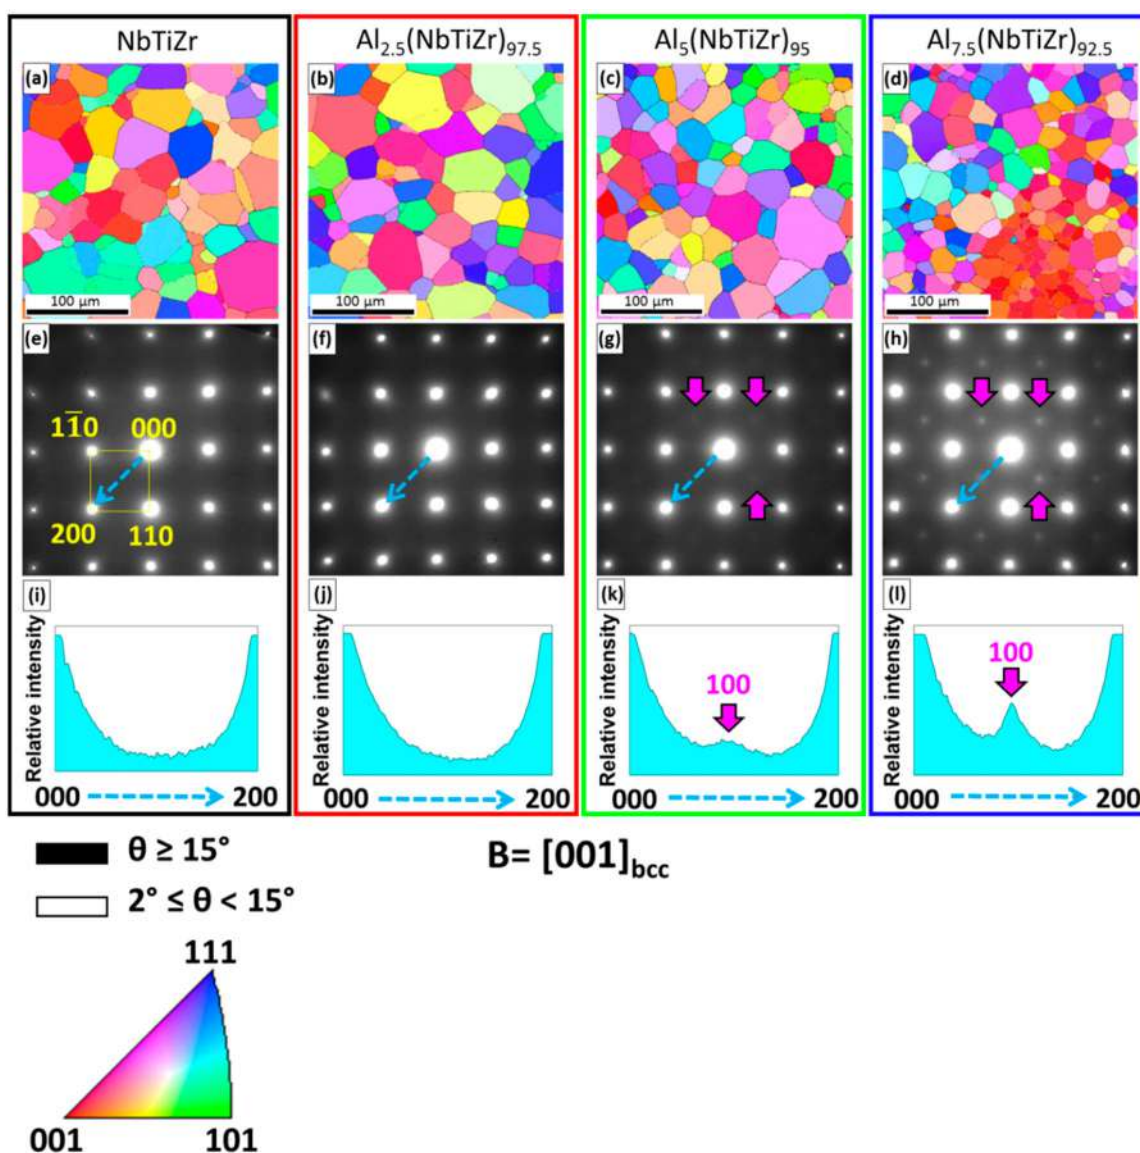 NbTiZr
Al2.5(NbTiZr)97.5
Al5(NbTiZr)95
Al7.5(NbTiZr)92.5
(a)
(b)
(c)
(d)
100 μm
100 μm
100 μm
100 μm
(e)
(f)
(g)
(h)
11̅0
000
200
110
(i)
(j)
(k)
(l)
Relative intensity
Relative intensity
Relative intensity
Relative intensity
100
100
000
200
000
200
000
200
000
200
θ ≥ 15°
B= [001]bcc
2° ≤ θ < 15°
111
001
101